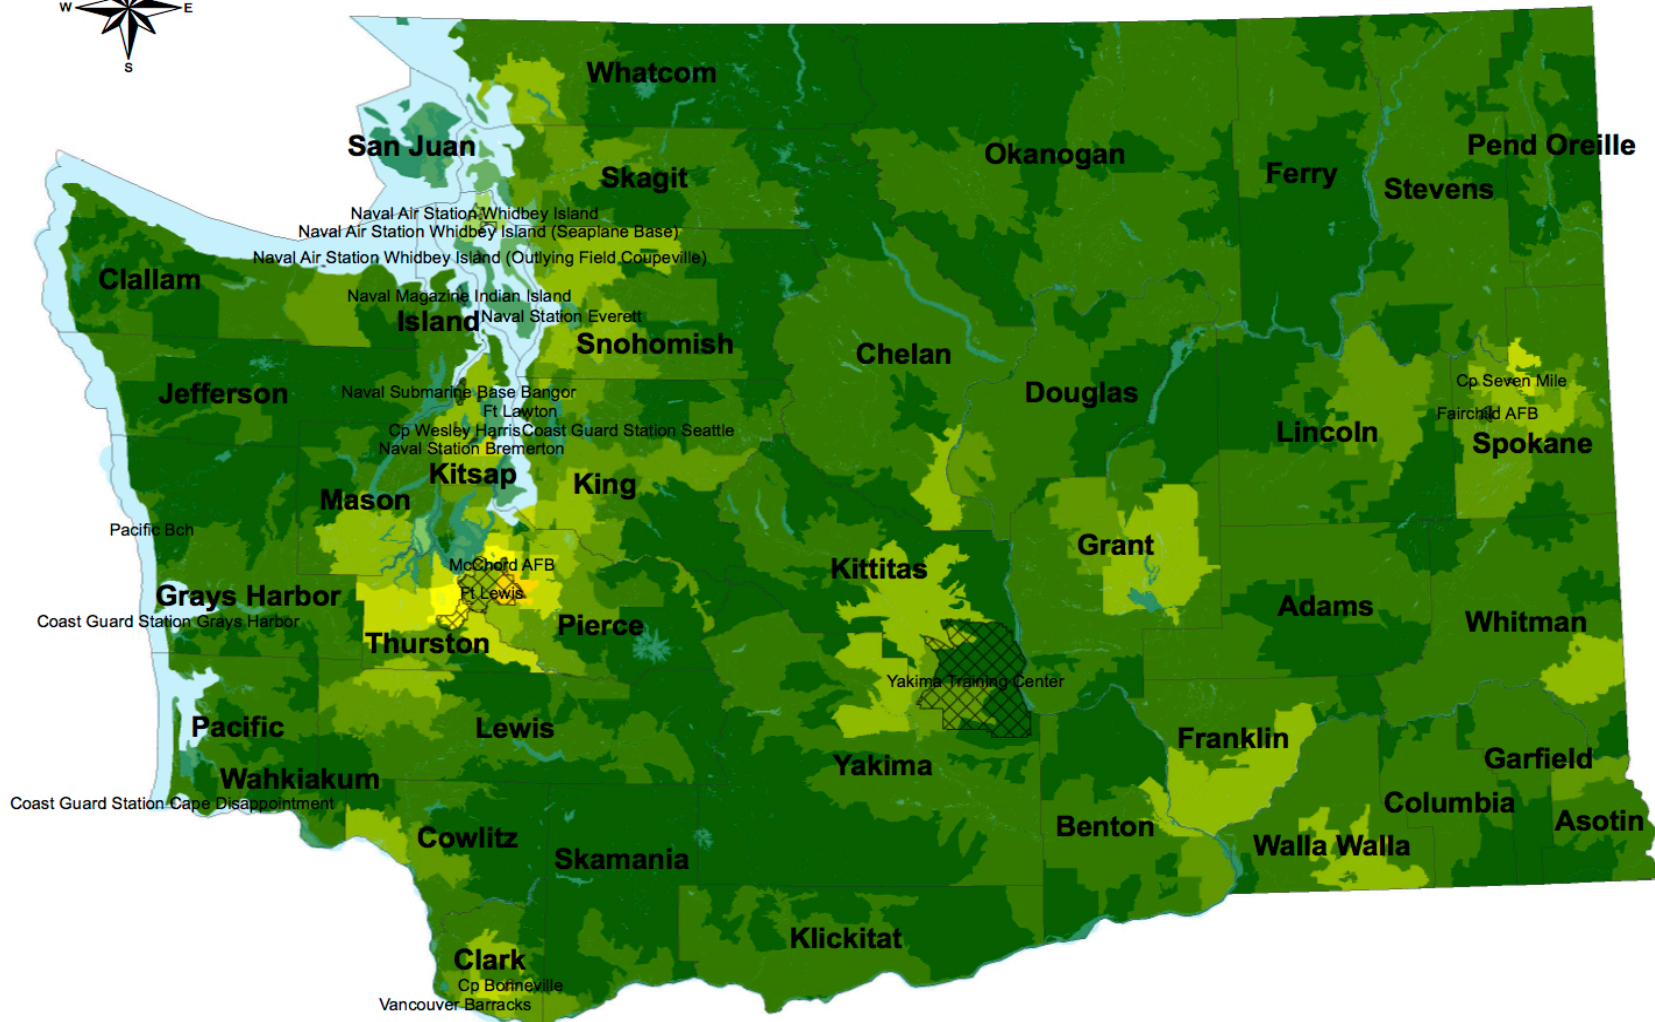 W
E
S
Whatcom
San Juan
Skagit
Okanogan
Ferry
Stevens
Pend Oreille
Naval Air Station Whidbey Island
Naval Air Station Whidbey Island (Seaplane Base)
Naval Air Station Whidbey Island (Outlying Field Coupeville)
Clallam
Naval Magazine Indian Island
Island
Naval Station Everett
Snohomish
Chelan
Jefferson
Douglas
Naval Submarine Base Bangor
Ft Lawton
Cp Wesley Harris
Coast Guard Station Seattle
Naval Station Bremerton
Lincoln
Cp Seven Mile
Fairchild AFB
Spokane
Kitsap
King
Mason
Pacific Bch
McChord AFB
Ft Lewis
Grant
Kittitas
Grays Harbor
Coast Guard Station Grays Harbor
Thurston
Pierce
Adams
Whitman
Yakima Training Center
Pacific
Lewis
Franklin
Yakima
Garfield
Wahkiakum
Coast Guard Station Cape Disappointment
Cowlitz
Benton
Columbia
Asotin
Walla Walla
Skamania
Klickitat
Clark
Cp Bonneville
Vancouver Barracks